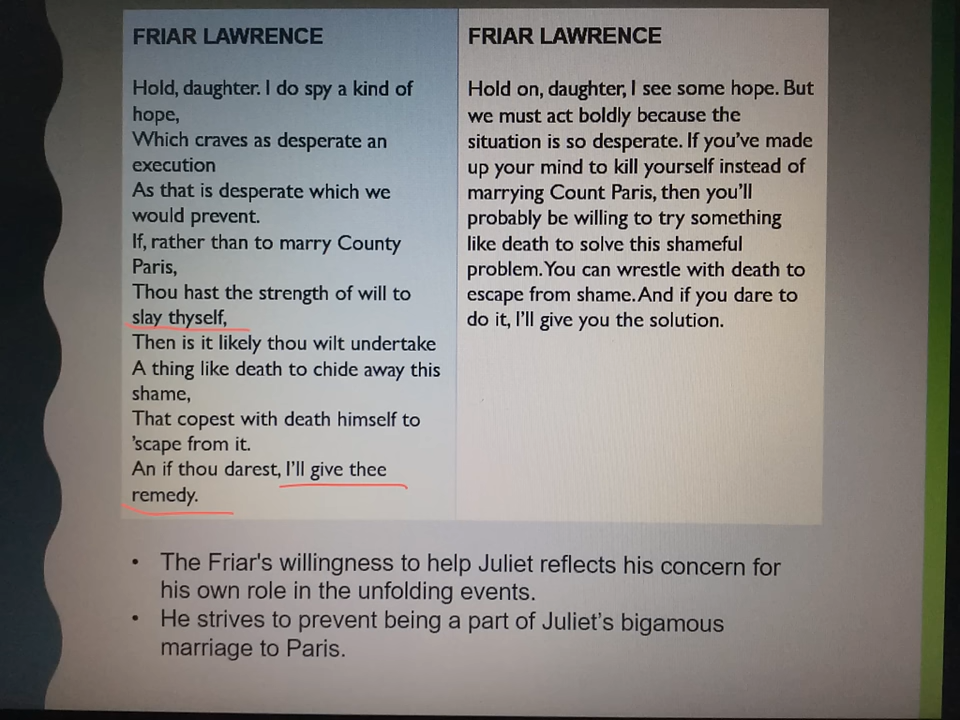 FRIAR LAWRENCE
Hold, daughter. I do spy a kind of
hope,
Which craves as desperate an
execution
As that is desperate which we
would prevent.
If, rather than to marry County
Paris,
Thou hast the strength of will to
slay thyself,
Then is it likely thou wilt undertake
A thing like death to chide away this
shame,
That copest with death himself to
'scape from it.
An if thou darest, I'll give thee
remedy.
FRIAR LAWRENCE
Hold on, daughter, I see some hope. But
we must act boldly because the
situation is so desperate. If you've made
up your mind to kill yourself instead of
marrying Count Paris, then you'll
probably be willing to try something
like death to solve this shameful
problem. You can wrestle with death to
escape from shame. And if you dare to
do it, I'll give you the solution.
• The Friar's willingness to help Juliet reflects his concern for
his own role in the unfolding events.
• He strives to prevent being a part of Juliet's bigamous
marriage to Paris.